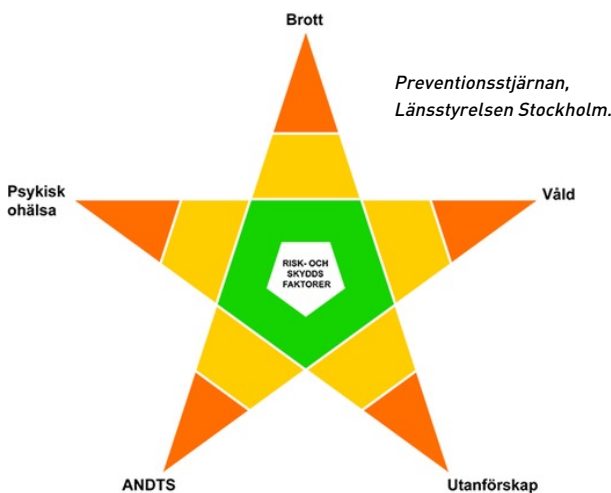 Brott
Preventionsstjärnan,
Länsstyrelsen Stockholm.
Psykisk
ohälsa
Våld
RISK- OCH
SKYDDS
FAKTORER
ANDTS
Utanförskap